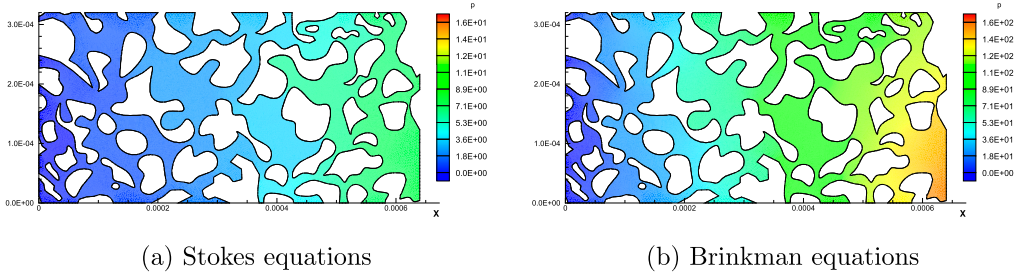 p
3.0E-04
2.0E-04
1.0E-04
0.0E+00
0
0.0002
0.0004
0.0006
X
1.6E+01
1.4E+01
1.2E+01
1.1E+01
8.9E+00
7.1E+00
5.3E+00
3.6E+00
1.8E+00
0.0E+00
(a) Stokes equations
p
3.0E-04
2.0E-04
1.0E-04
0.0E+00
0
0.0002
0.0004
0.0006
X
1.6E+02
1.4E+02
1.2E+02
1.1E+02
8.9E+01
7.1E+01
5.3E+01
3.6E+01
1.8E+01
0.0E+00
(b) Brinkman equations